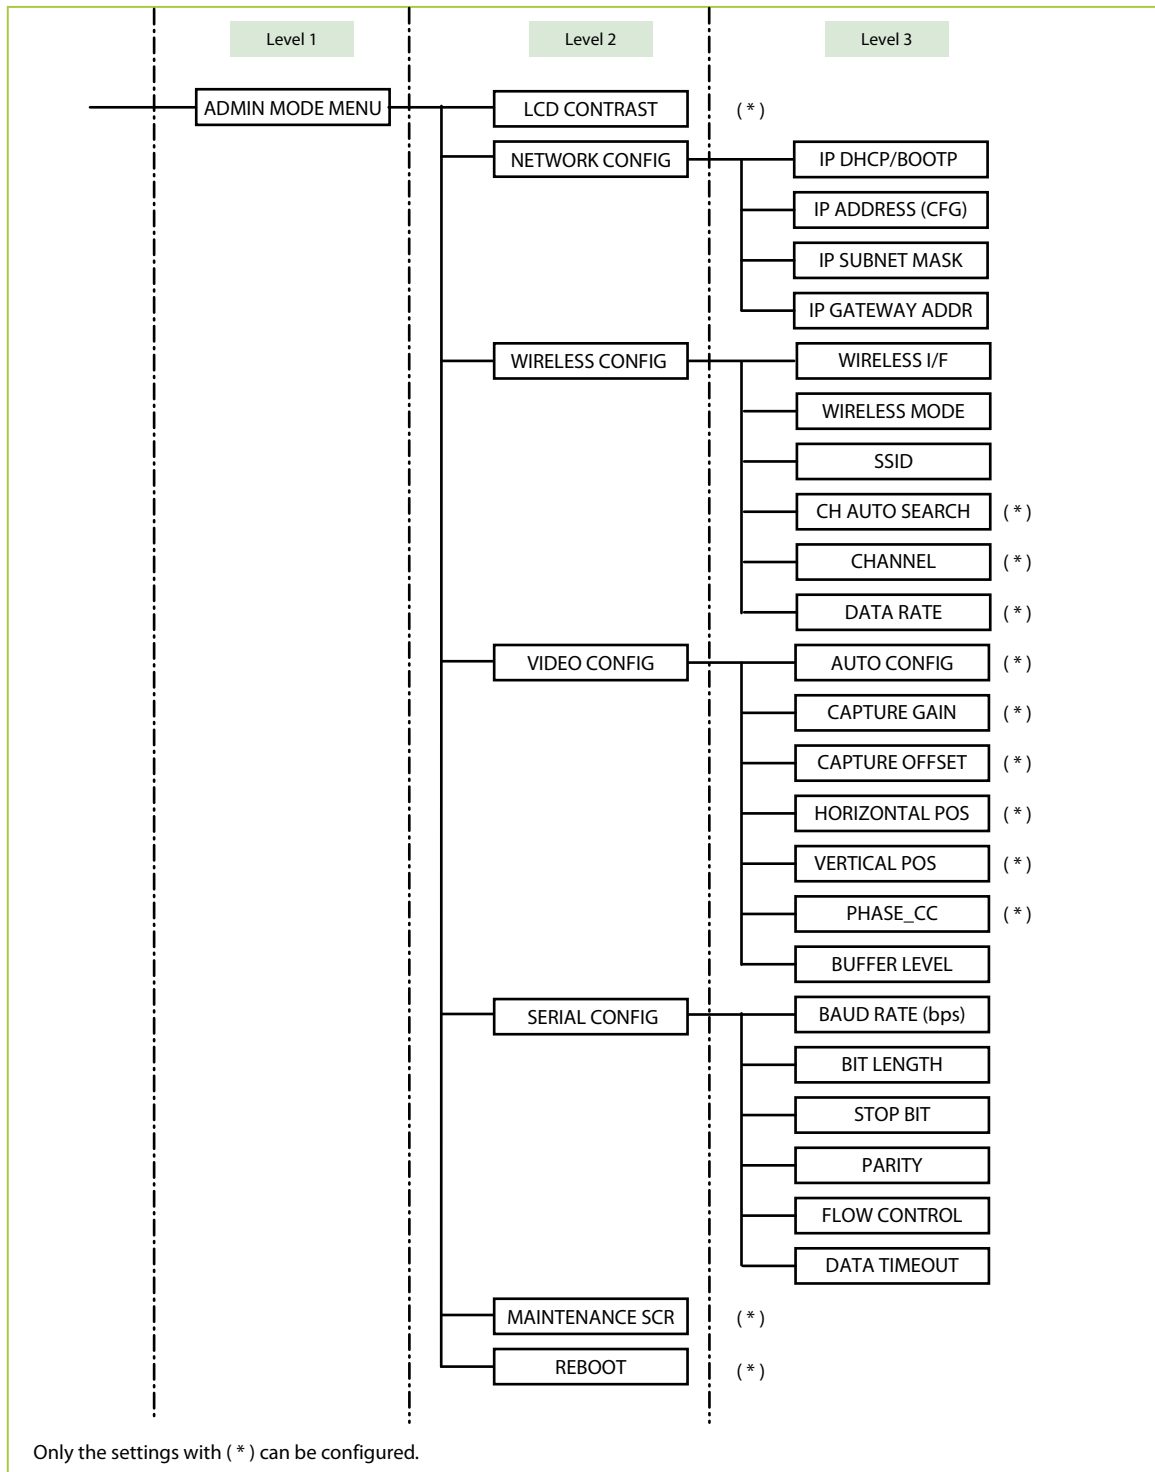 Level 1 Level 2 Level 3
ADMIN MODE MENU LCD CONTRAST ( * )
NETWORK CONFIG IP DHCP/BOOTP
IP ADDRESS (CFG)
IP SUBNET MASK
IP GATEWAY ADDR
WIRELESS CONFIG WIRELESS I/F
WIRELESS MODE
SSID
CH AUTO SEARCH ( * )
CHANNEL ( * )
DATA RATE ( * )
VIDEO CONFIG AUTO CONFIG ( * )
CAPTURE GAIN ( * )
CAPTURE OFFSET ( * )
HORIZONTAL POS ( * )
VERTICAL POS ( * )
PHASE_CC ( * )
BUFFER LEVEL
SERIAL CONFIG BAUD RATE (bps)
BIT LENGTH
STOP BIT
PARITY
FLOW CONTROL
DATA TIMEOUT
MAINTENANCE SCR ( * )
REBOOT ( * )
Only the settings with ( * ) can be configured.